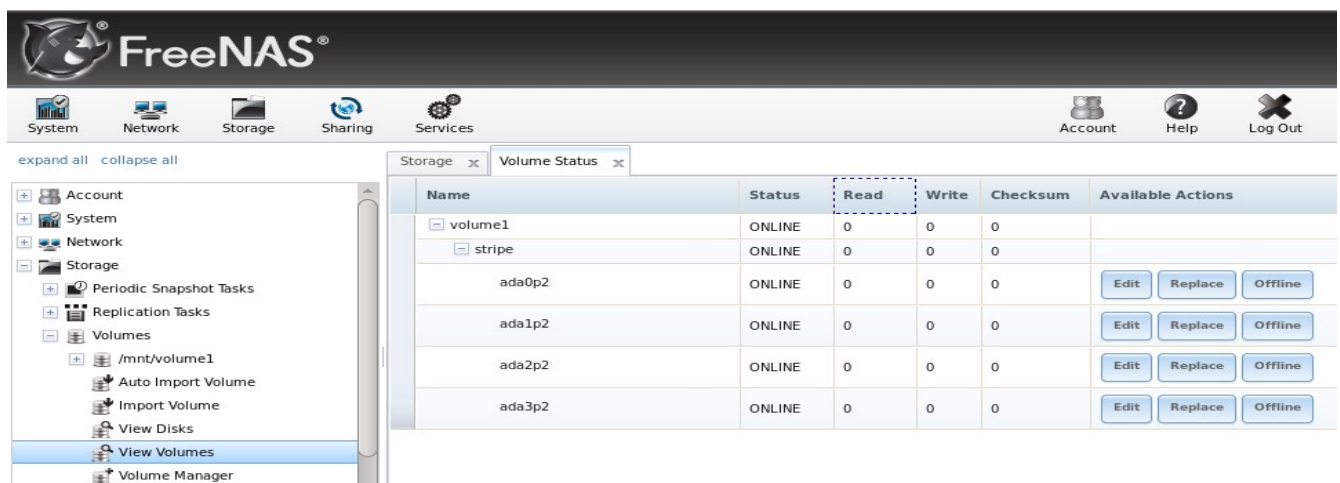 FreeNAS®
System Network Storage Sharing Services Account Help Log Out
expand all collapse all
Storage x Volume Status x
Account
System
Network
Storage
Periodic Snapshot Tasks
Replication Tasks
Volumes
/mnt/volume1
Auto Import Volume
Import Volume
View Disks
View Volumes
Volume Manager
Name Status Read Write Checksum Available Actions
volume1 ONLINE 0 0 0
stripe ONLINE 0 0 0
ada0p2 ONLINE 0 0 0 Edit Replace Offline
ada1p2 ONLINE 0 0 0 Edit Replace Offline
ada2p2 ONLINE 0 0 0 Edit Replace Offline
ada3p2 ONLINE 0 0 0 Edit Replace Offline